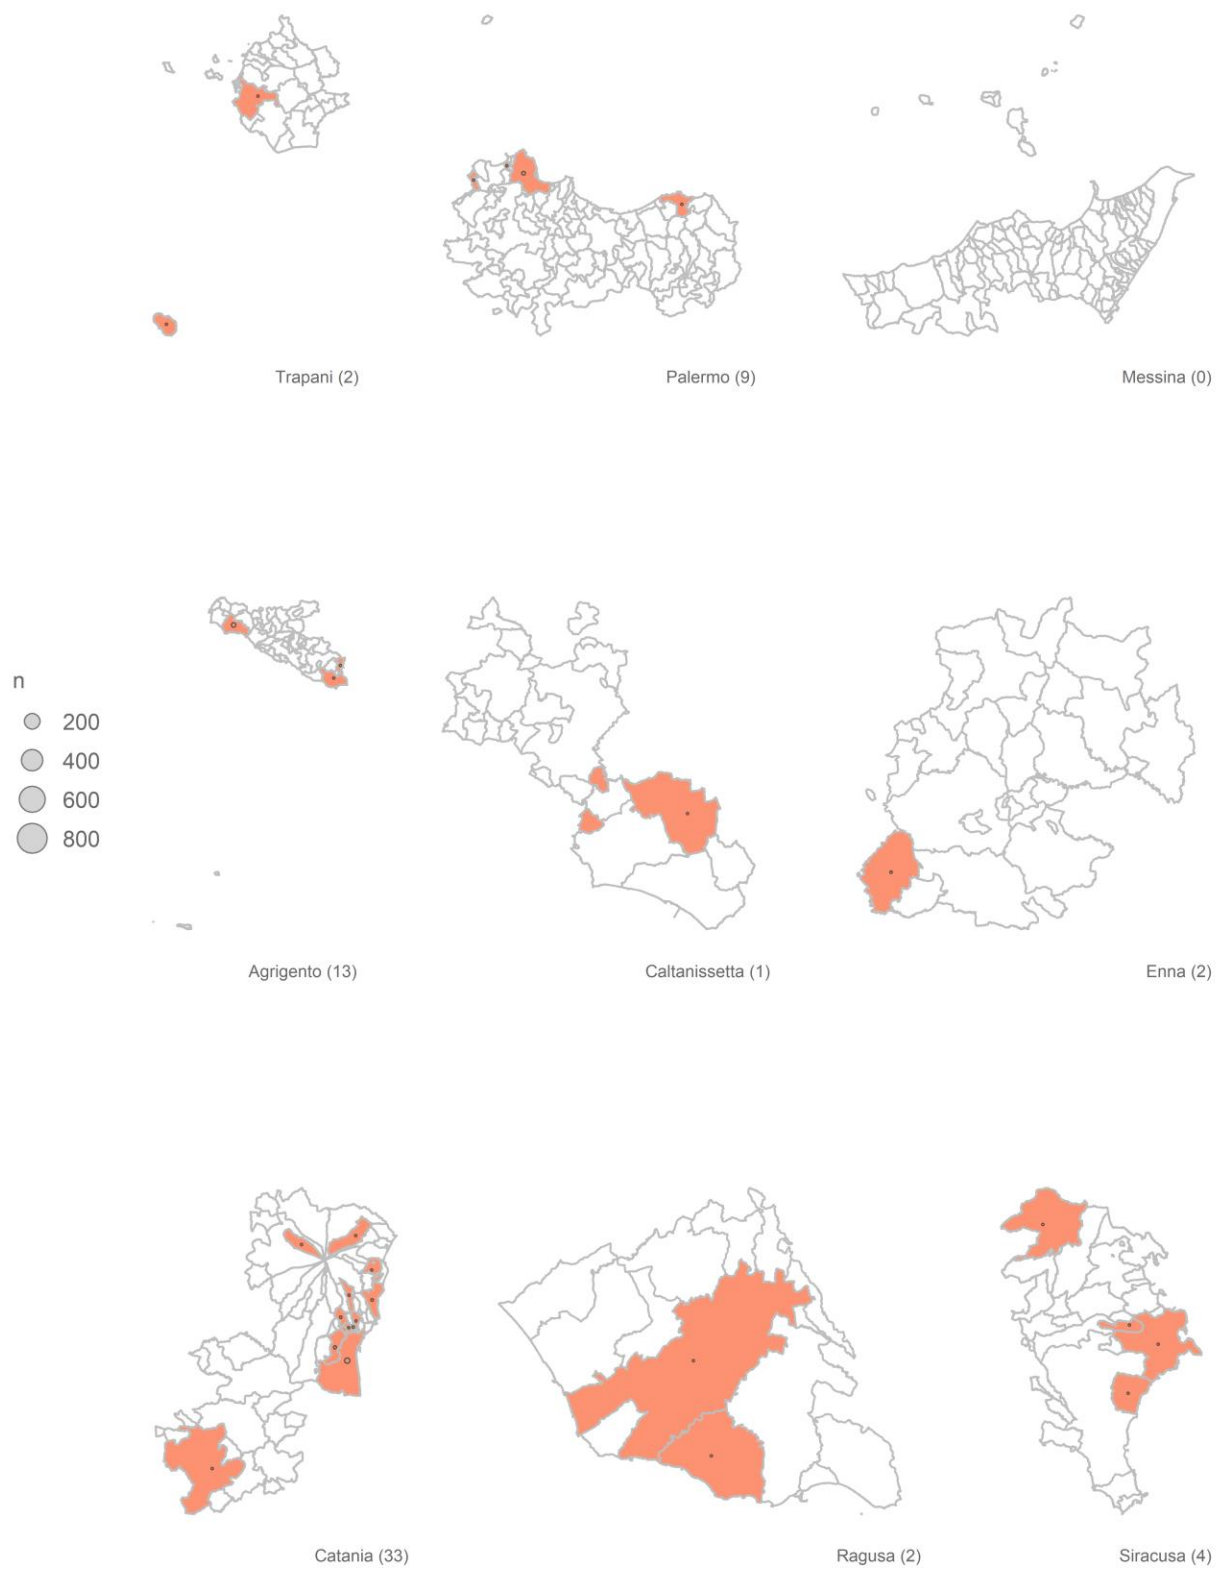 Trapani (2)
Palermo (9)
Messina (0)
n
200
400
600
800
Agrigento (13)
Caltanissetta (1)
Enna (2)
Catania (33)
Ragusa (2)
Siracusa (4)